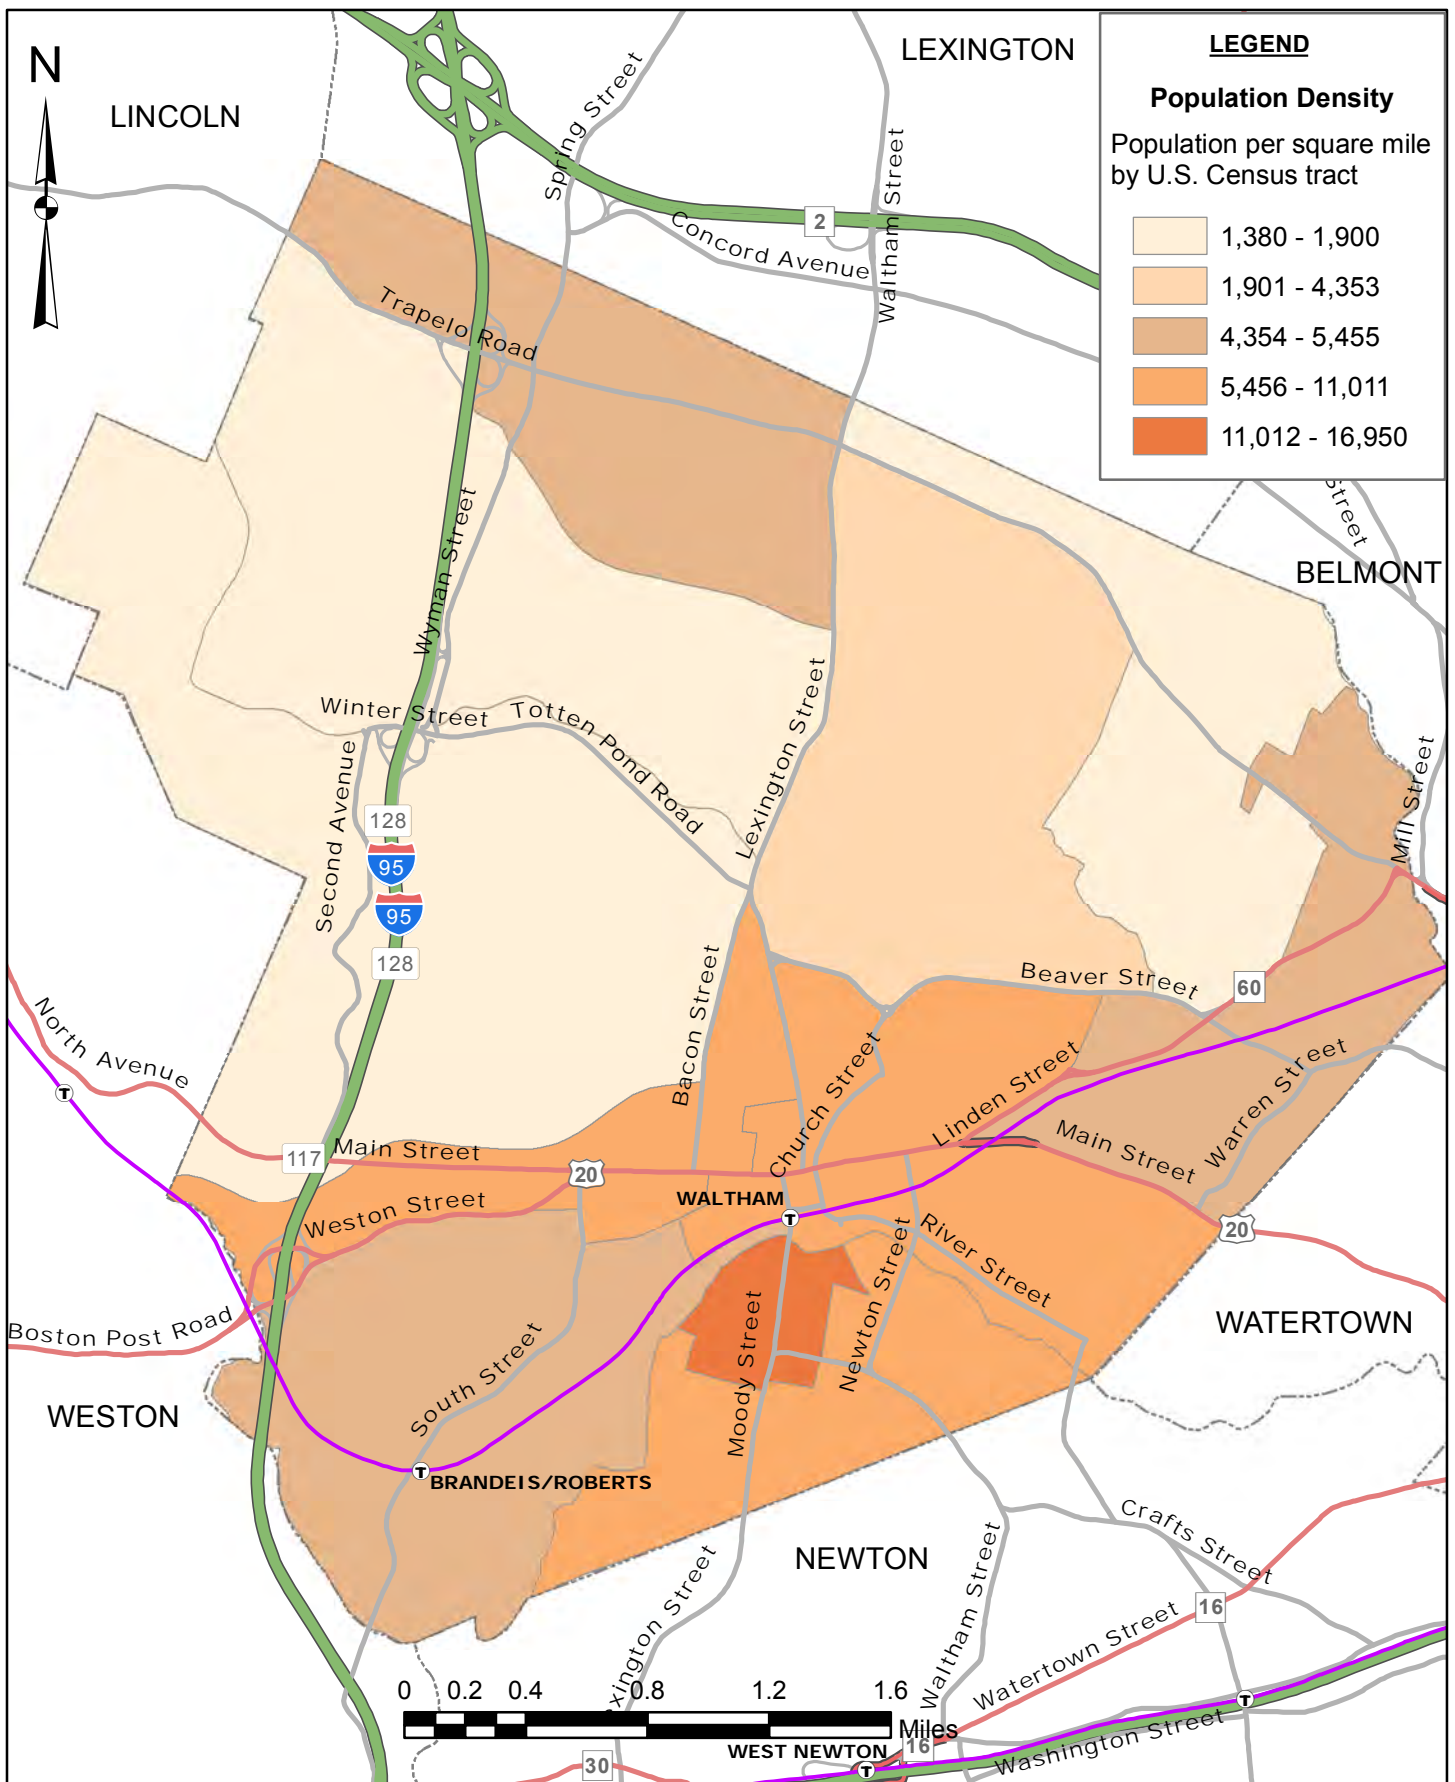 N
LINCOLN
LEXINGTON
LEGEND
Population Density
Population per square mile
by U.S. Census tract
1,380 - 1,900
1,901 - 4,353
4,354 - 5,455
5,456 - 11,011
11,012 - 16,950
Spring Street
Waltham Street
2
Concord Avenue
Trapelo Road
Street
BELMONT
Wyman Street
Winter Street
Totten Pond Road
Lexington Street
Second Avenue
Mill Street
128
95
95
128
Bacon Street
Beaver Street
60
North Avenue
T
Church Street
Linden Street
Warren Street
Main Street
117
Main Street
20
WALTHAM
T
Weston Street
Newton Street
River Street
20
Boston Post Road
Moody Street
WATERTOWN
South Street
WESTON
T
BRANDEIS/ROBERTS
NEWTON
Crafts Street
xington Street
Waltham Street
Watertown Street
16
0 0.2 0.4 0.8 1.2 1.6
Miles
T
Washington Street
16
WEST NEWTON
T
30